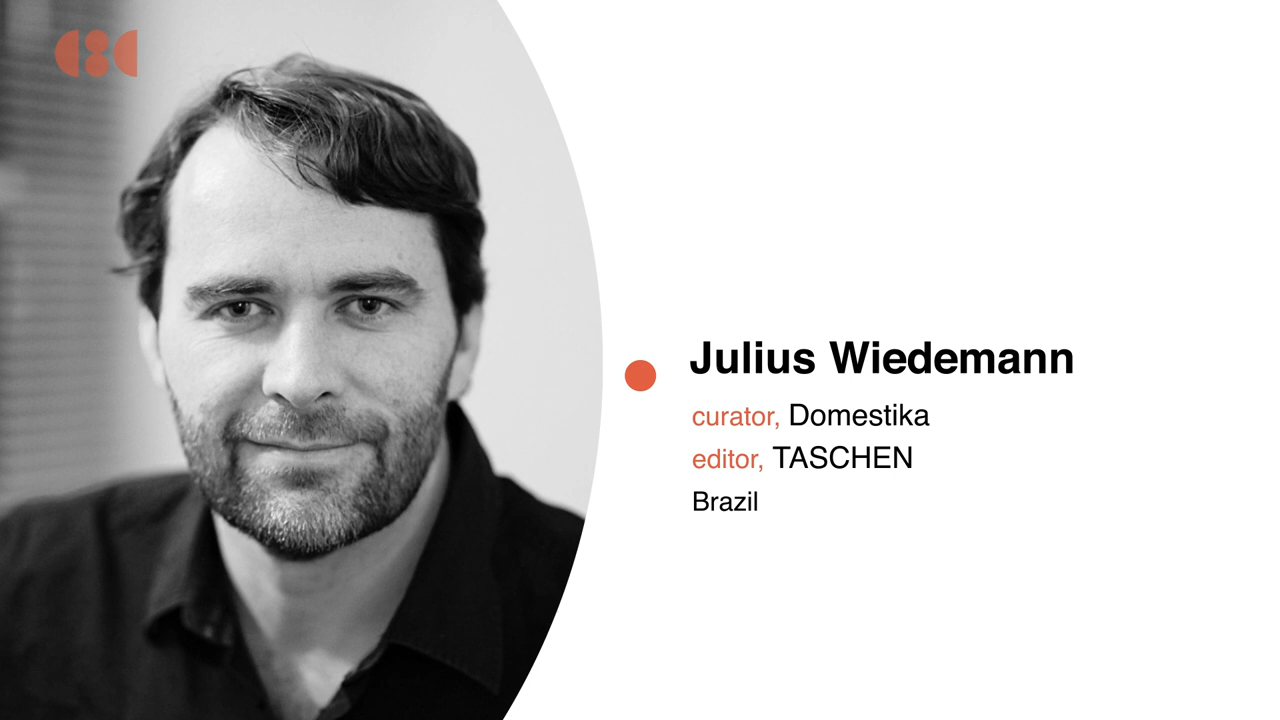 Julius Wiedemann
curator, Domestika
editor, TASCHEN
Brazil